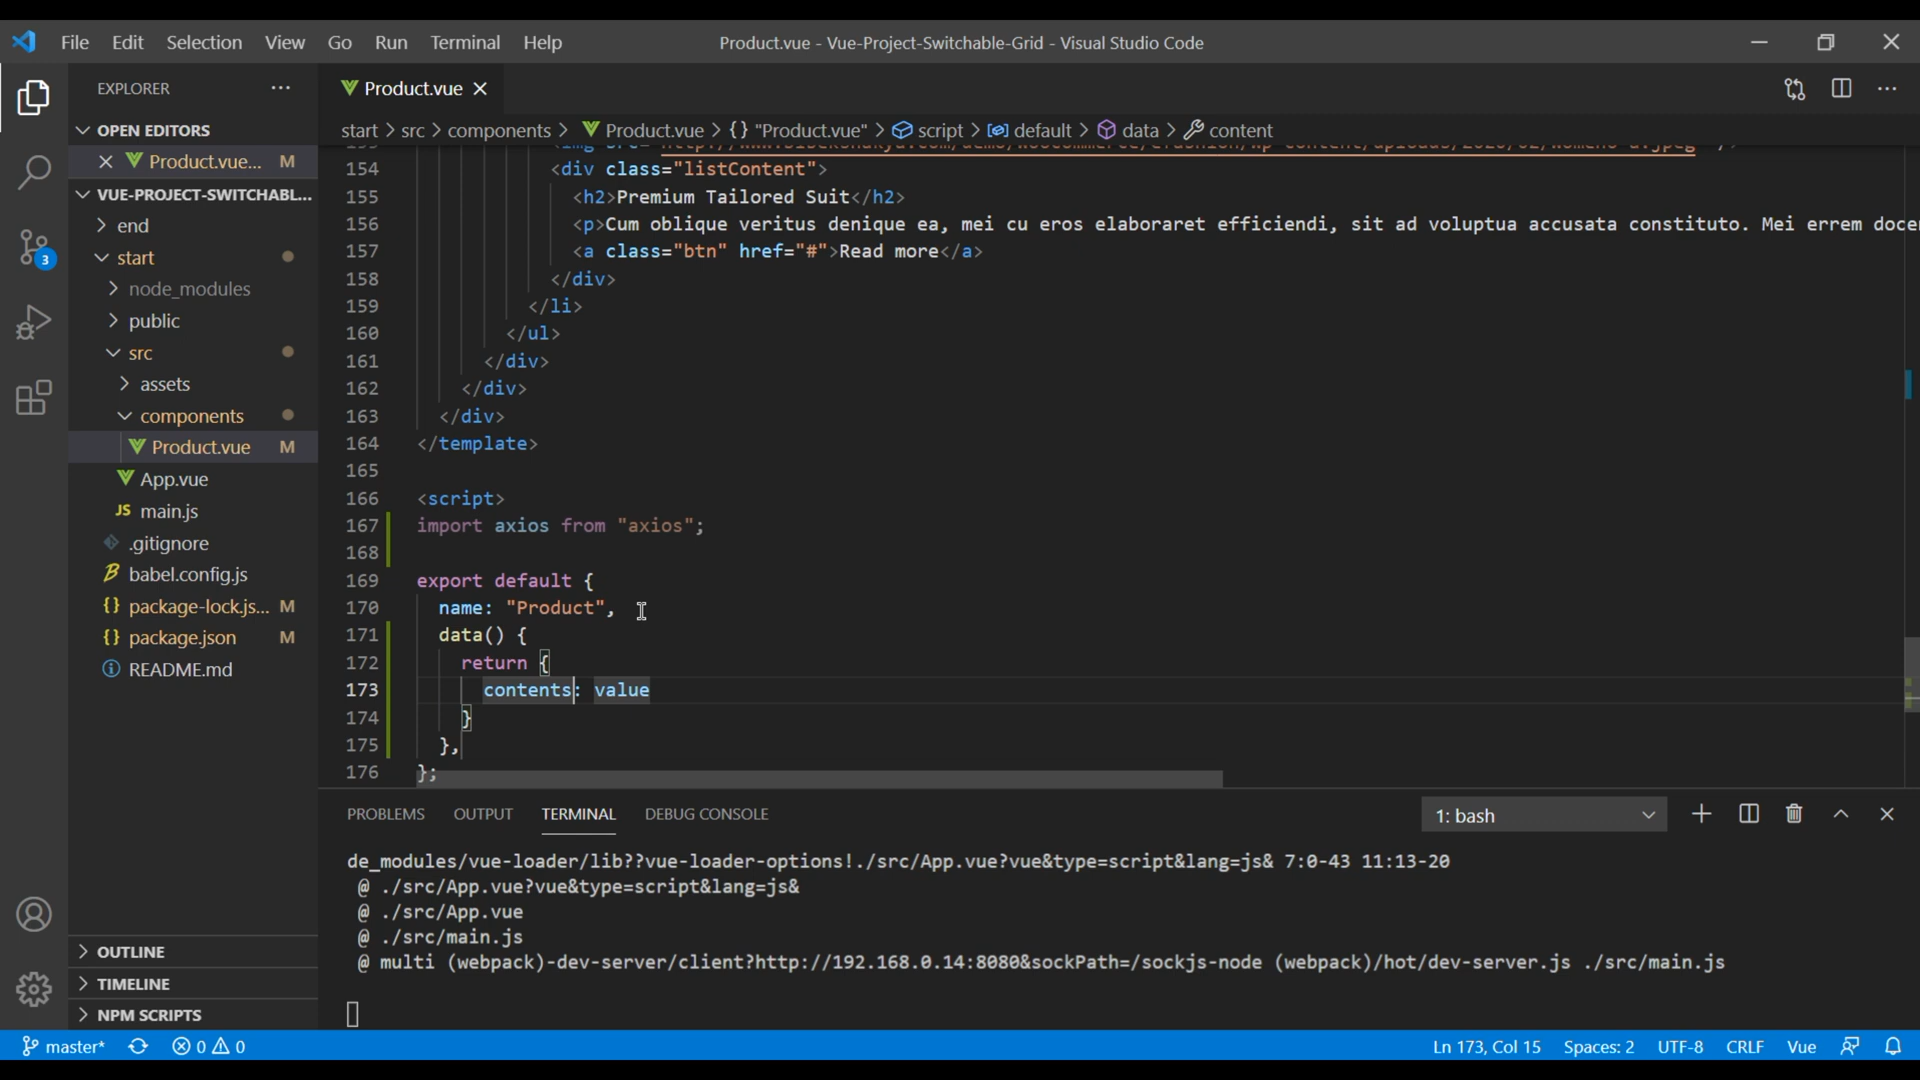 File Edit Selection View Go Run Terminal Help
Product.vue - Vue-Project-Switchable-Grid - Visual Studio Code
EXPLORER
OPEN EDITORS
Product.vue... M
VUE-PROJECT-SWITCHABL...
end
start
node_modules
public
src
assets
components
Product.vue M
App.vue
JS main.js
.gitignore
babel.config.js
{} package-lock.js... M
{} package.json M
README.md
OUTLINE
TIMELINE
NPM SCRIPTS
3
Product.vue
start > src > components > Product.vue > {} "Product.vue" > script > default > data > content
154 <div class="listContent">
155 <h2>Premium Tailored Suit</h2>
156 <p>Cum oblique veritus denique ea, mei cu eros elaboraret efficiendi, sit ad voluptua accusata constituto. Mei errem doce
157 <a class="btn" href="#">Read more</a>
158 </div>
159 </li>
160 </ul>
161 </div>
162 </div>
163 </div>
164 </template>
165
166 <script>
167 import axios from "axios";
168
169 export default {
170 name: "Product",
171 data() {
172 return {
173 contents: value
174 }
175 },
176 };
PROBLEMS OUTPUT TERMINAL DEBUG CONSOLE
1: bash
de_modules/vue-loader/lib??vue-loader-options!./src/App.vue?vue&type=script&lang=js& 7:0-43 11:13-20
@ ./src/App.vue?vue&type=script&lang=js&
@ ./src/App.vue
@ ./src/main.js
@ multi (webpack)-dev-server/client?http://192.168.0.14:8080&sockPath=/sockjs-node (webpack)/hot/dev-server.js ./src/main.js
master* 0 0
Ln 173, Col 15 Spaces: 2 UTF-8 CRLF Vue